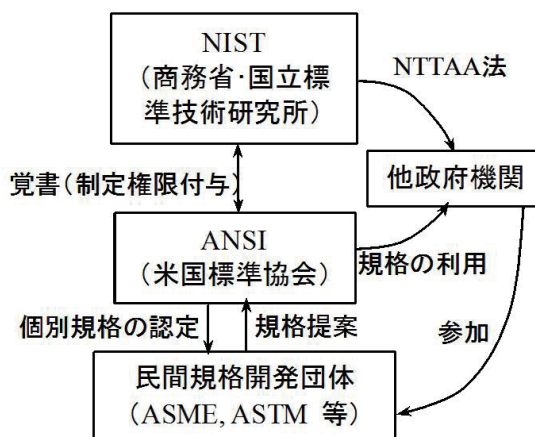 NIST
（商務省・国立標
準技術研究所）
NTTAA法
覚書（制定権限付与）
他政府機関
ANSI
（米国標準協会）
規格の利用
個別規格の認定
規格提案
参加
民間規格開発団体
（ASME, ASTM 等）